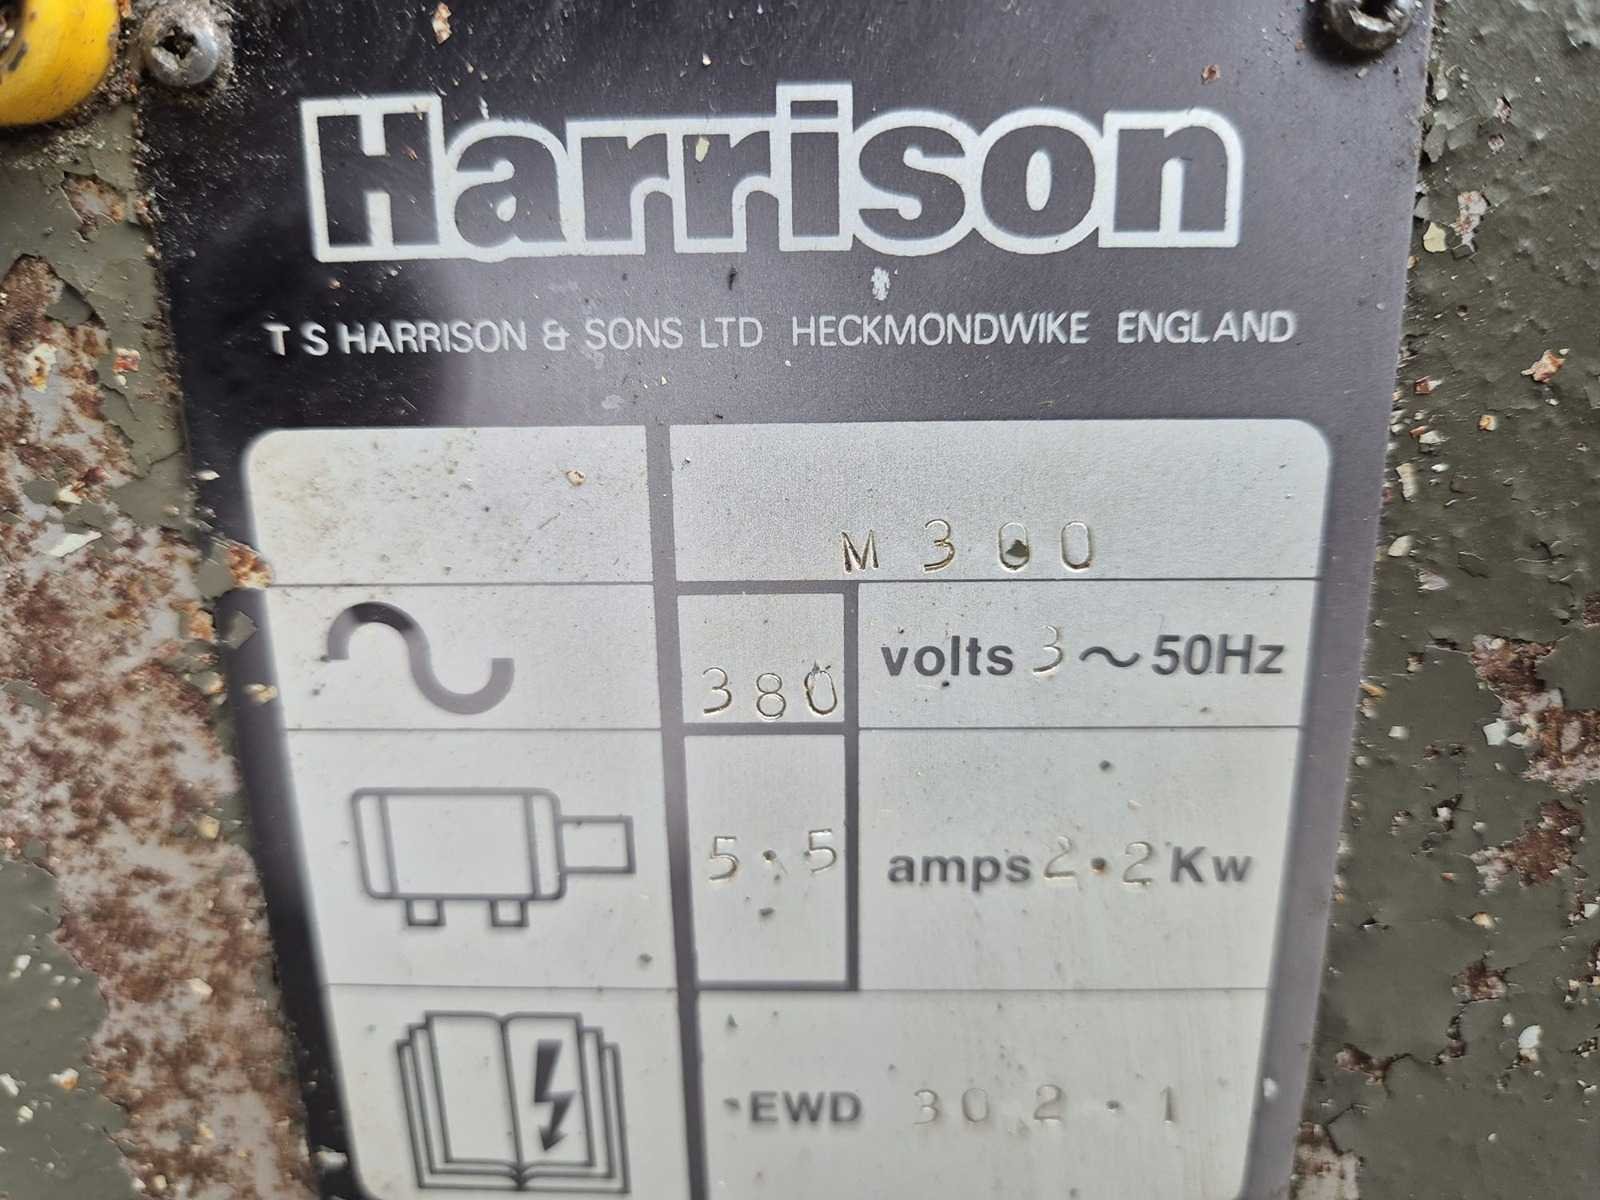 Harrison
T S HARRISON & SONS LTD HECKMONDWIKE ENGLAND
M 300
380 volts 3 ~ 50Hz
5.5 amps 2.2 Kw
EWD 302.1